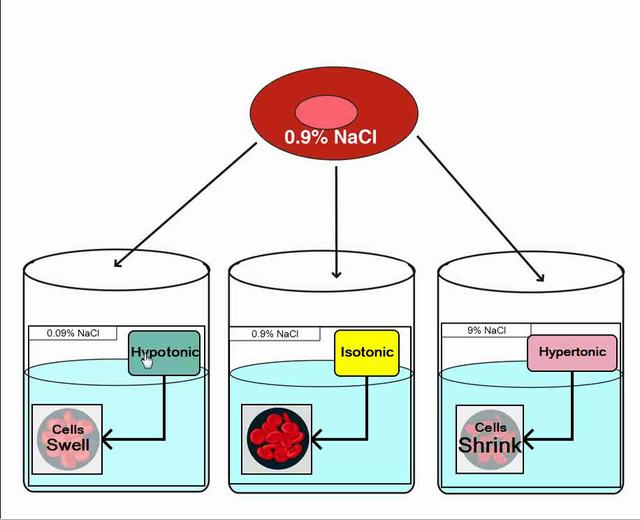 0.9% NaCl
0.09% NaCl
Hypotonic
Cells
Swell
0.9% NaCl
Isotonic
9% NaCl
Hypertonic
Cells
Shrink